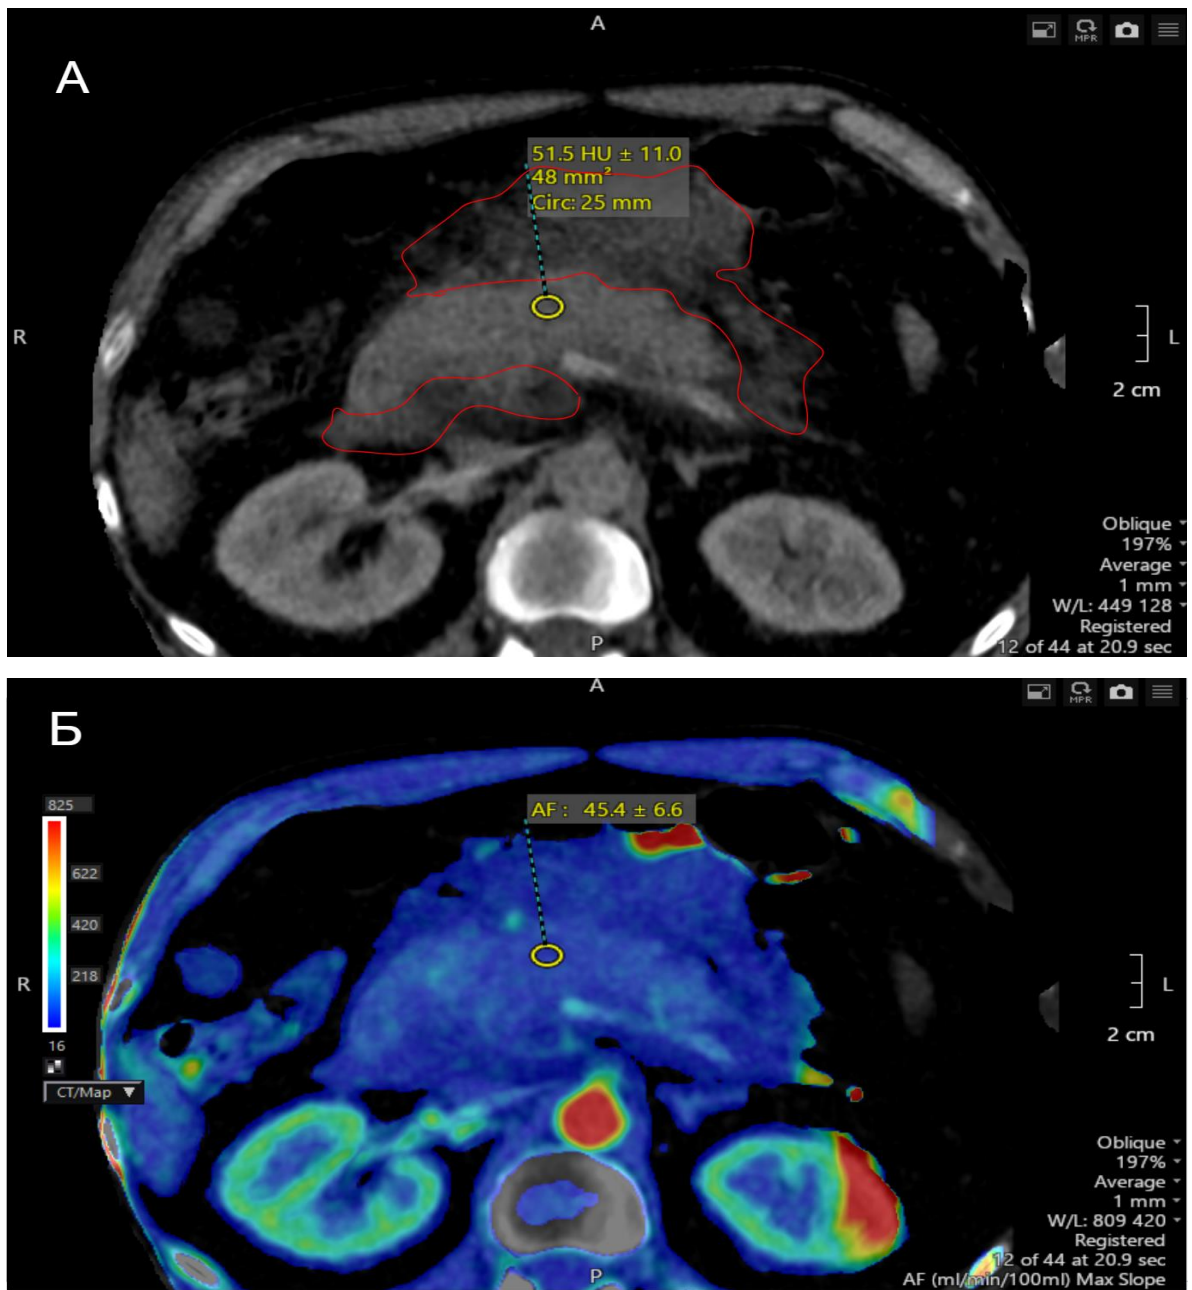 A
MPR
А
51.5 HU ± 11.0
48 mm²
Circ: 25 mm
R
L
2 cm
Oblique
197%
Average
1 mm
W/L: 449 128
Registered
12 of 44 at 20.9 sec
P
A
MPR
Б
825
622
420
218
16
CT/Map
AF : 45.4 ± 6.6
R
L
2 cm
Oblique
197%
Average
1 mm
W/L: 809 420
Registered
12 of 44 at 20.9 sec
AF (ml/min/100ml) Max Slope
P